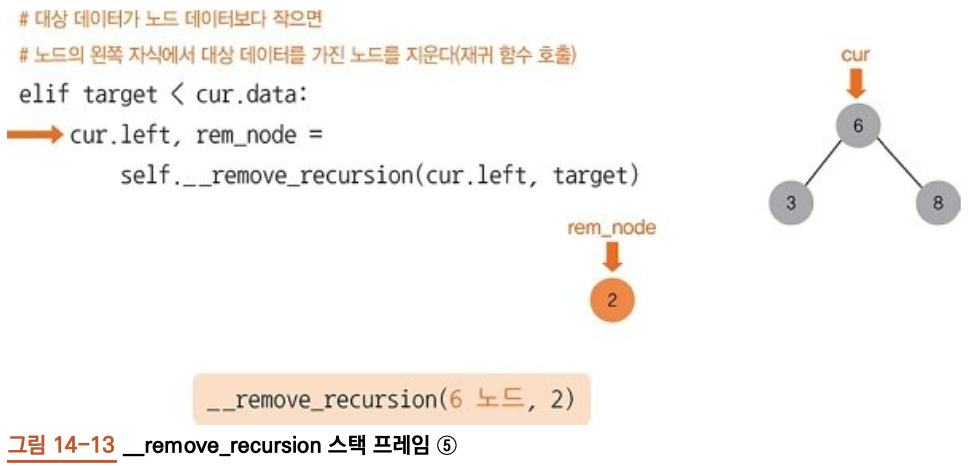 # 대상 데이터가 노드 데이터보다 작으면
# 노드의 왼쪽 자식에서 대상 데이터를 가진 노드를 지운다(재귀 함수 호출)
elif target < cur.data:
cur.left, rem_node =
self.__remove_recursion(cur.left, target)
cur
6
3
8
rem_node
2
__remove_recursion(6 노드, 2)
그림 14-13 __remove_recursion 스택 프레임 ⑤